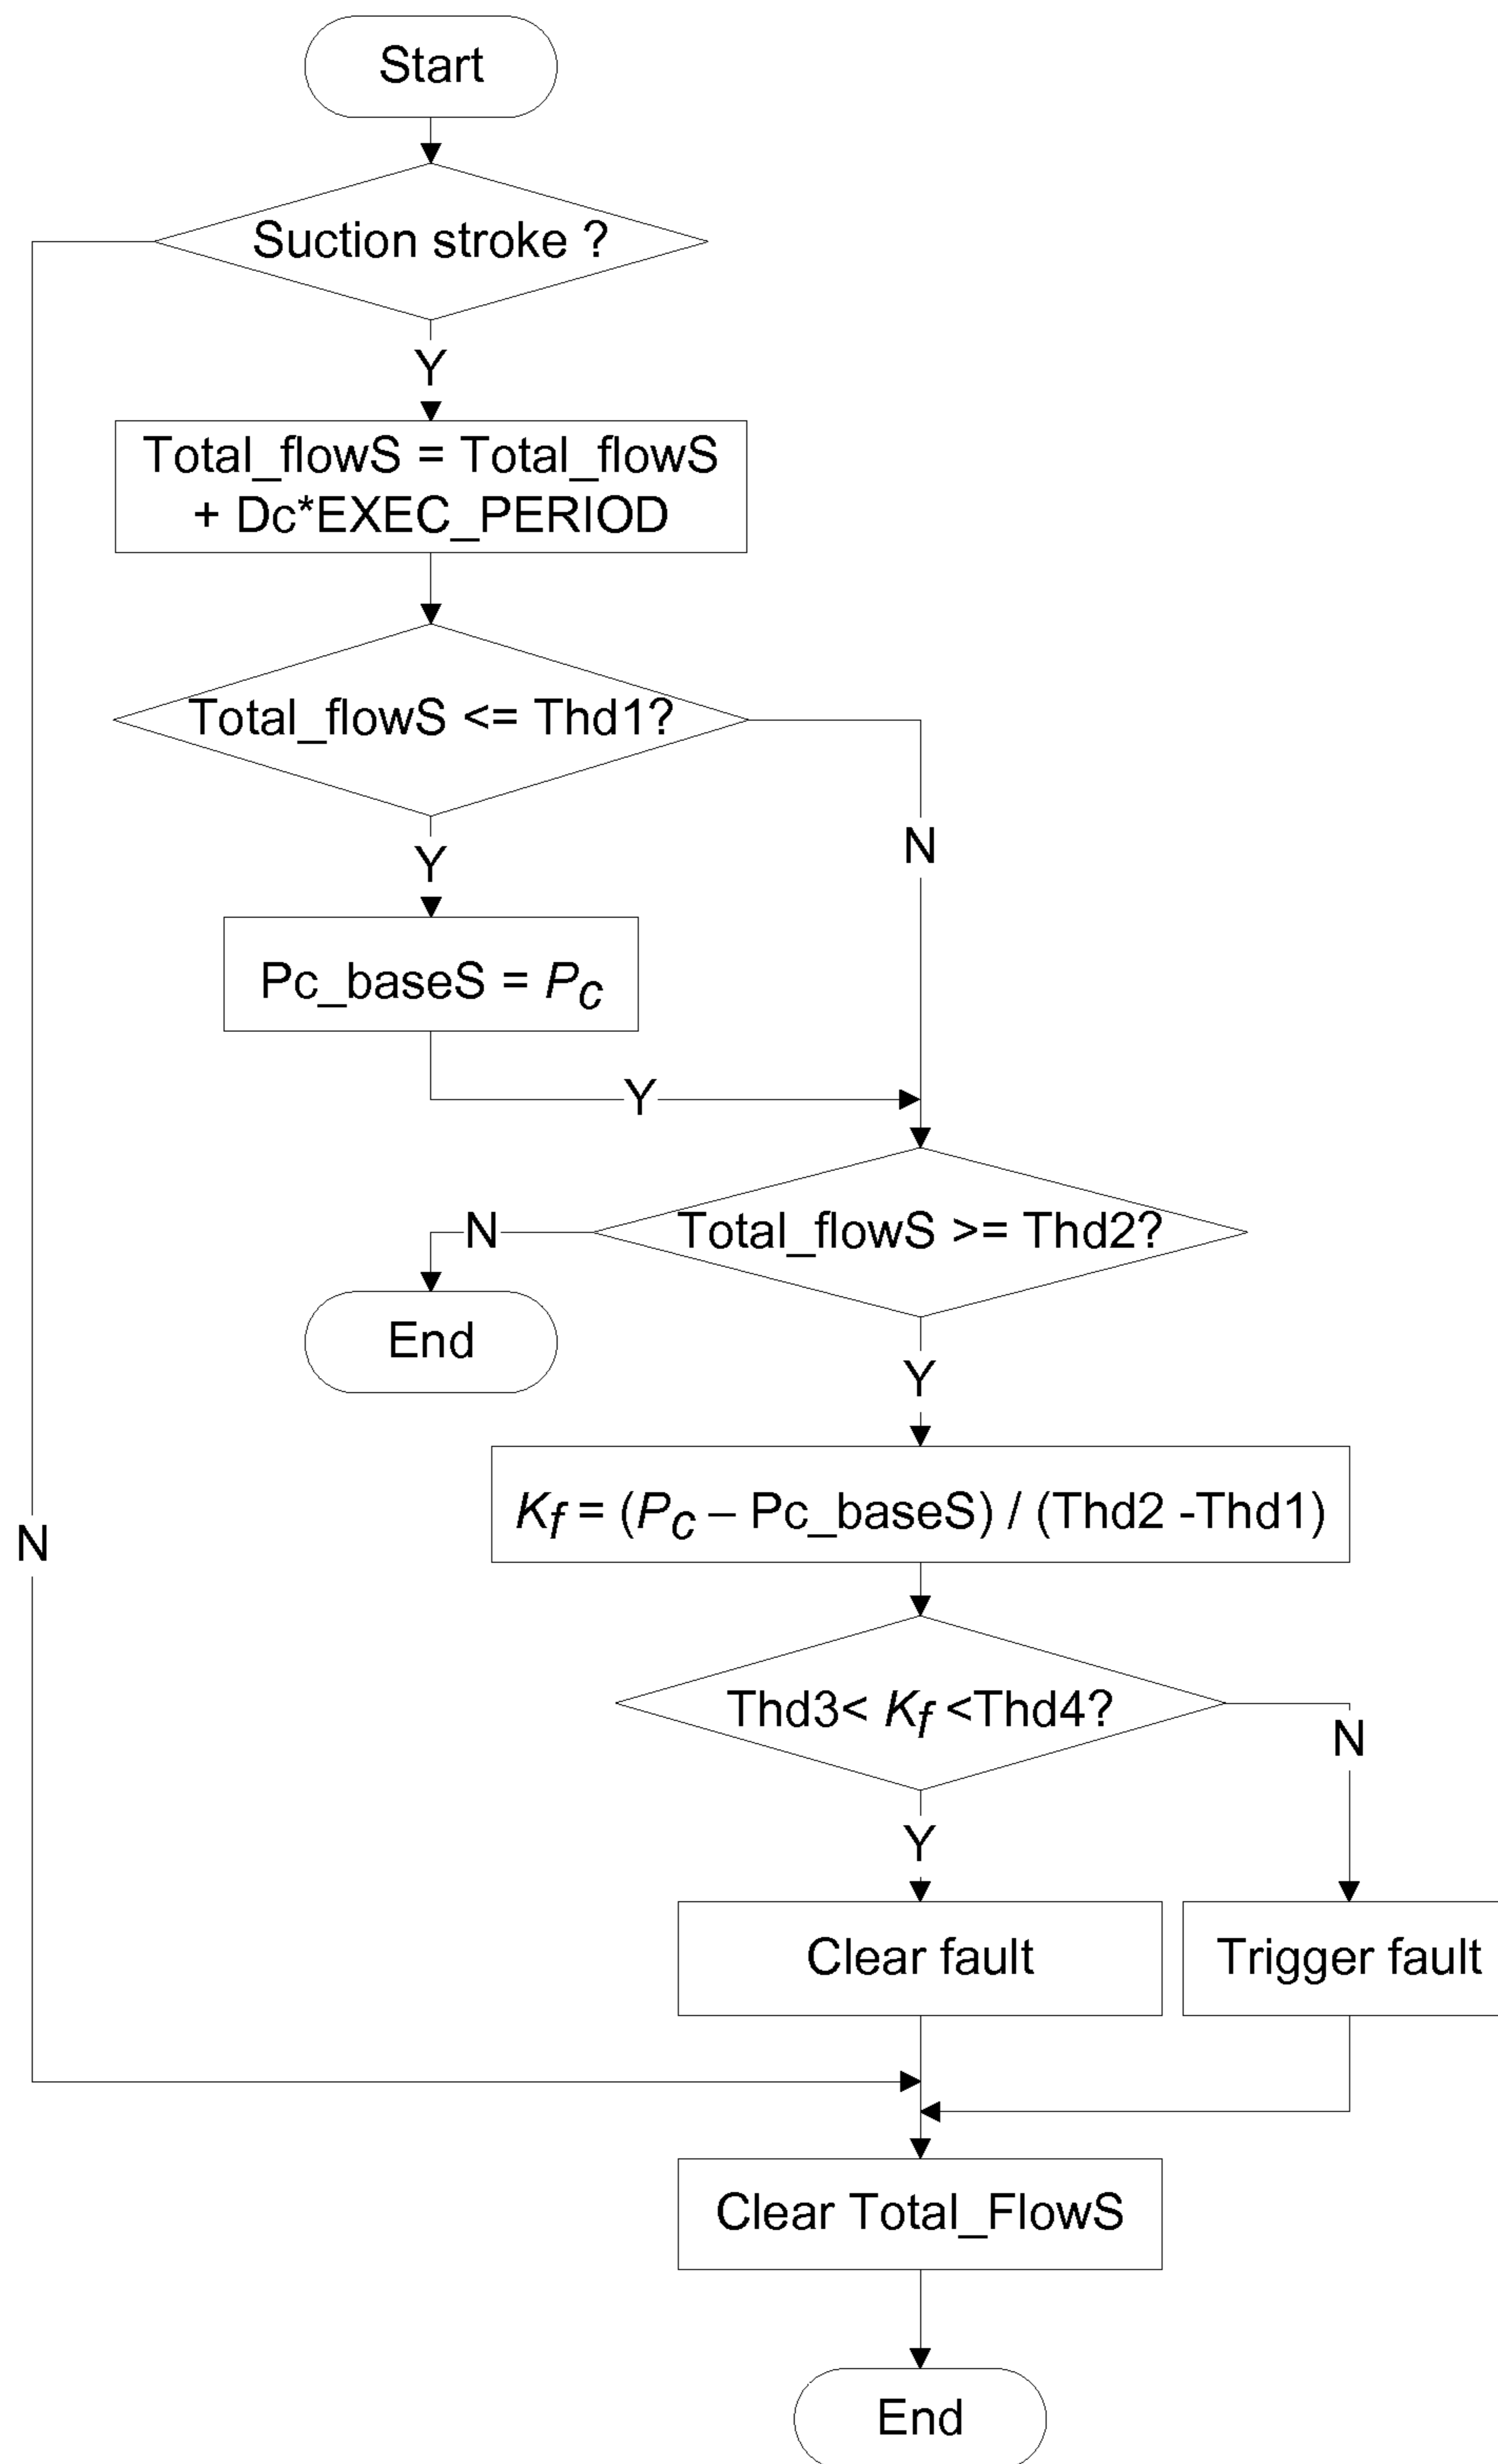 Start
Suction stroke ?
Y
Total_flowS = Total_flowS
+ Dc*EXEC_PERIOD
Total_flowS <= Thd1?
N
Y
Pc_baseS = Pc
Y
Total_flowS >= Thd2?
N
End
Y
Kf = (Pc – Pc_baseS) / (Thd2 -Thd1)
N
Thd3< Kf <Thd4?
N
Y
Clear fault
Trigger fault
Clear Total_FlowS
End